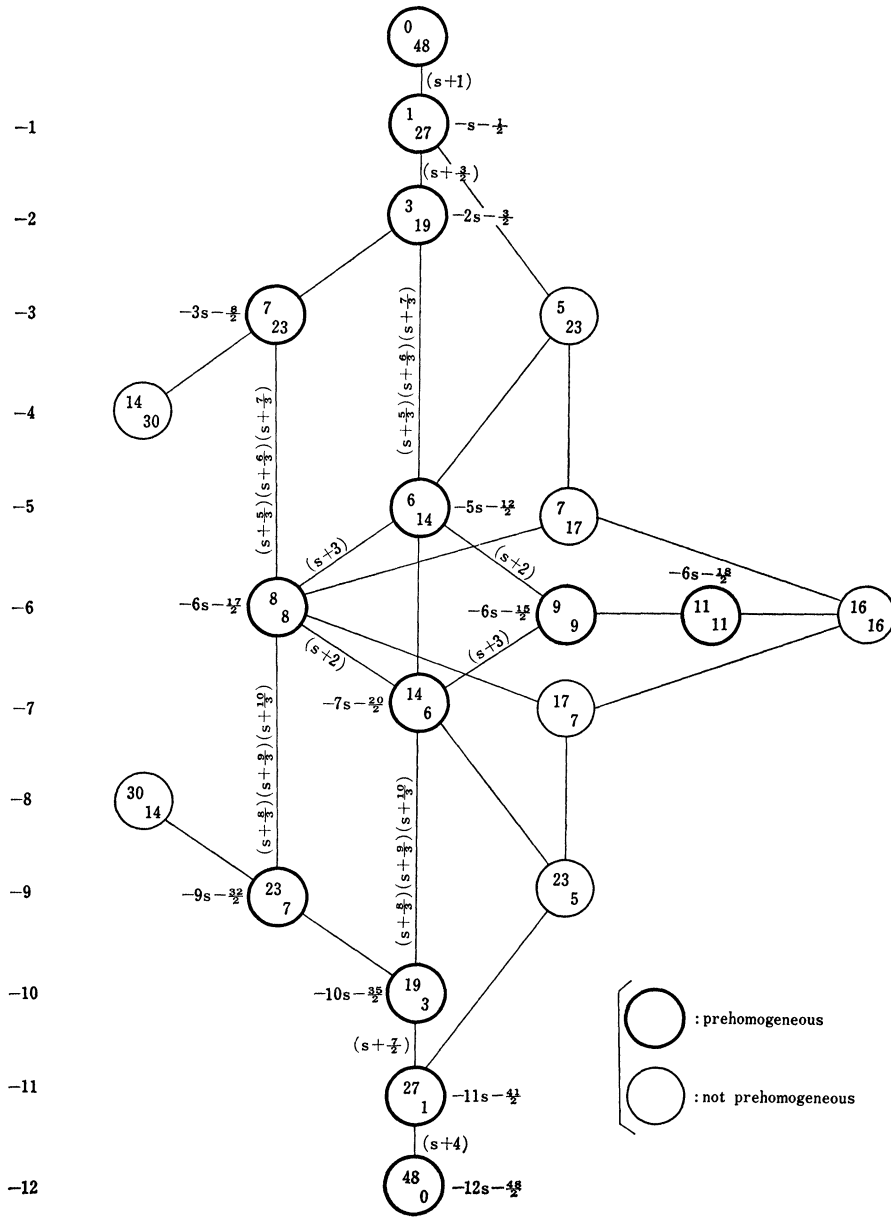 0 48
(s+1)
-1 1 27 -s-1/2
(s+3/2)
-2 3 19 -2s-3/2
-3 -3s-8/2 7 23 5 23
(s+5/3)(s+6/3)(s+7/3)
-4 14 30
(s+5/3)(s+6/3)(s+7/3)
-5 6 14 -5s-12/2 7 17
(s+3) (s+2)
-6s-18/2
-6 -6s-17/2 8 8 -6s-15/2 9 9 11 11 16 16
(s+2) (s+3)
-7 -7s-20/2 14 6 17 7
(s+8/3)(s+9/3)(s+10/3)
-8 30 14
(s+8/3)(s+9/3)(s+10/3)
-9 -9s-32/2 23 7 23 5
-10 -10s-35/2 19 3
: prehomogeneous
(s+7/2)
-11 27 1 -11s-41/2
: not prehomogeneous
(s+4)
-12 48 0 -12s-48/2